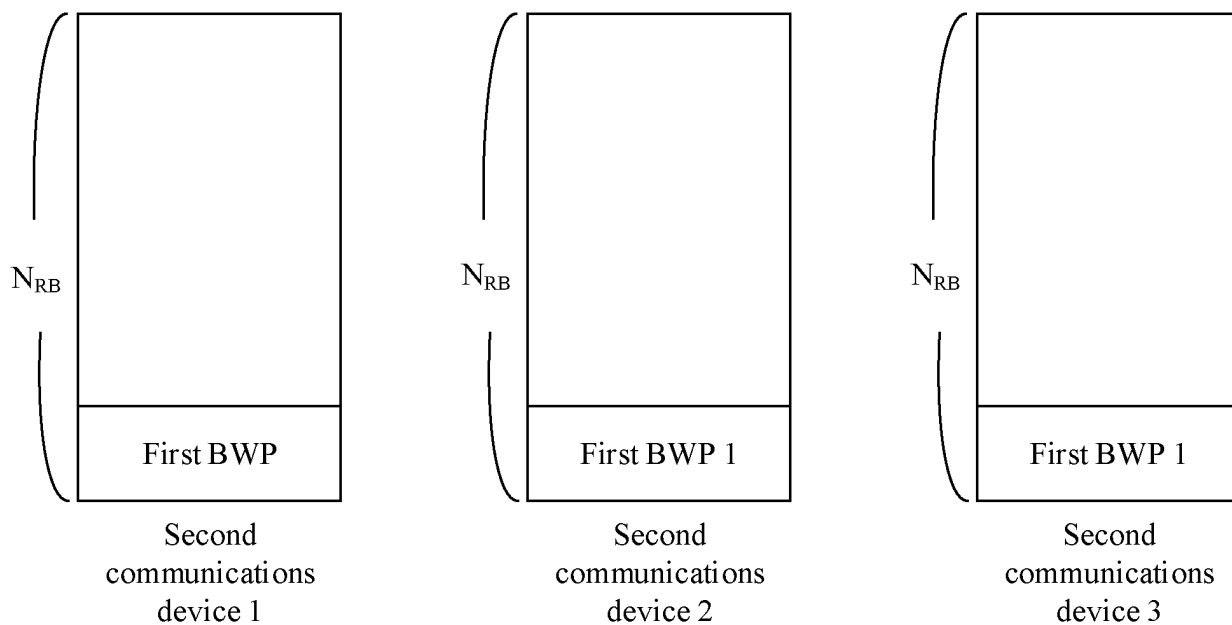 N_RB
First BWP
Second
communications
device 1
N_RB
First BWP 1
Second
communications
device 2
N_RB
First BWP 1
Second
communications
device 3